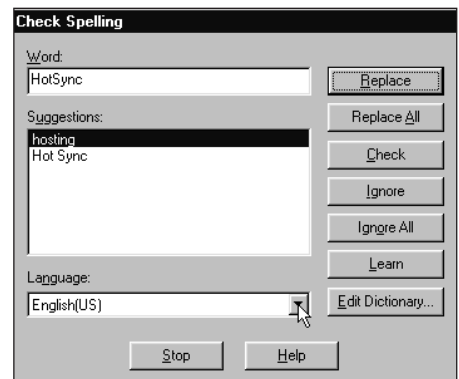 Check Spelling
Word:
HotSync
Replace
Suggestions:
Replace All
hosting
Hot Sync
Check
Ignore
Ignore All
Learn
Language:
English(US)
Edit Dictionary...
Stop Help